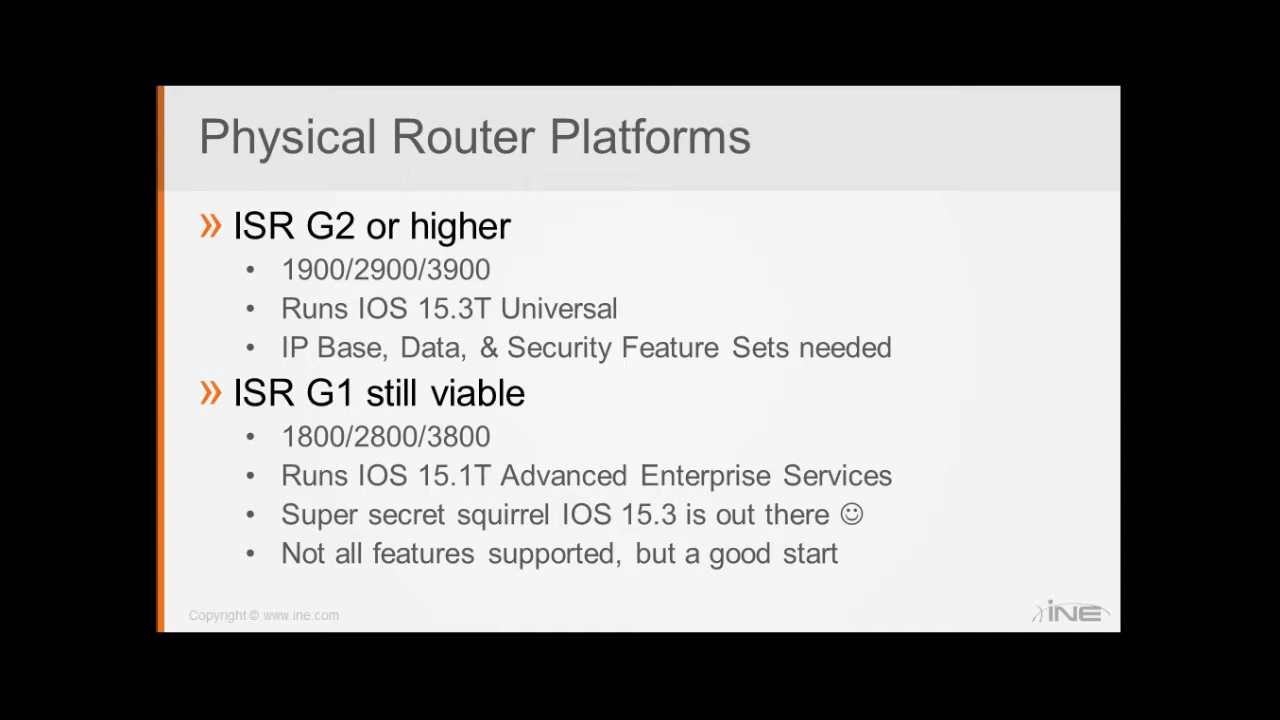 Physical Router Platforms
» ISR G2 or higher
• 1900/2900/3900
• Runs IOS 15.3T Universal
• IP Base, Data, & Security Feature Sets needed
» ISR G1 still viable
• 1800/2800/3800
• Runs IOS 15.1T Advanced Enterprise Services
• Super secret squirrel IOS 15.3 is out there ☺
• Not all features supported, but a good start
Copyright © www.ine.com
iNE